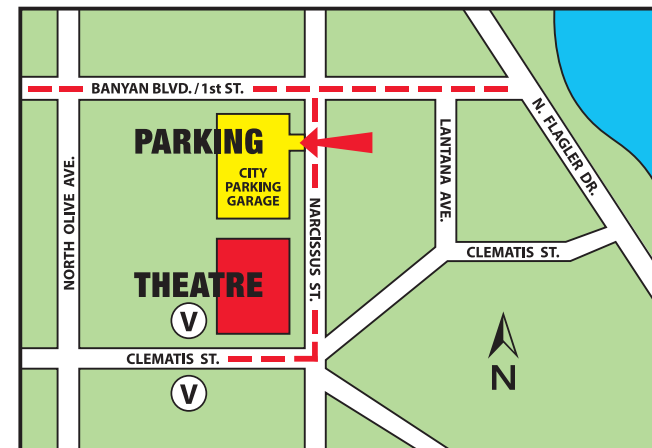 BANYAN BLVD. / 1st ST.
PARKING
CITY
PARKING
GARAGE
NORTH OLIVE AVE.
NARCISSUS ST.
LANTANA AVE.
N. FLAGLER DR.
CLEMATIS ST.
THEATRE
V
CLEMATIS ST.
V
N